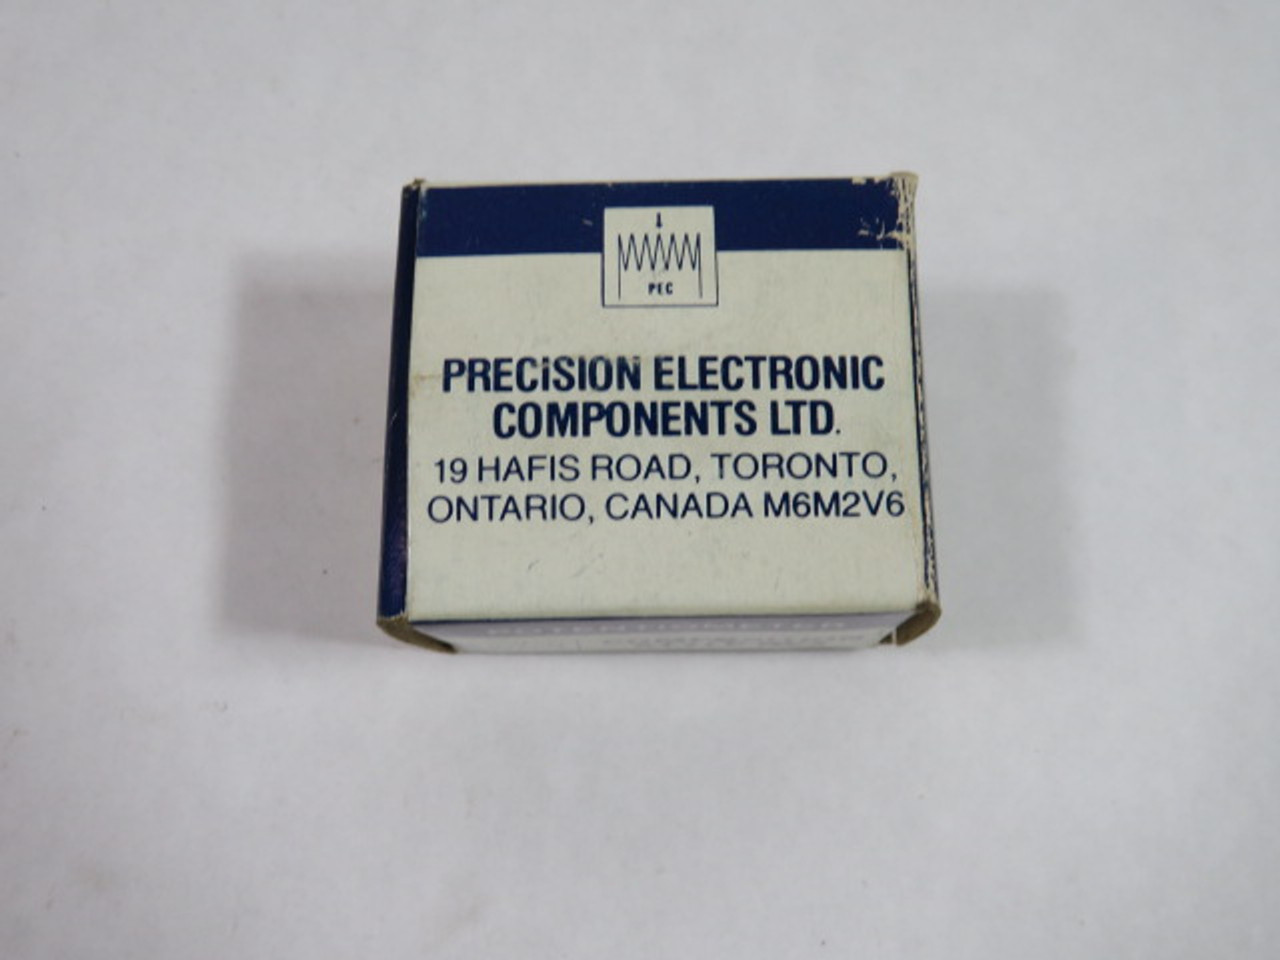 PEC
PRECISION ELECTRONIC
COMPONENTS LTD.
19 HAFIS ROAD, TORONTO,
ONTARIO, CANADA M6M2V6